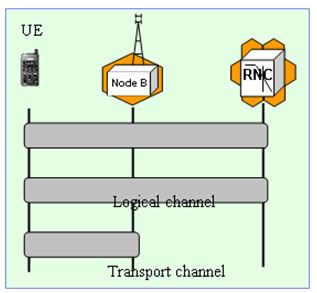 UE
Node B
RNC
Logical channel
Transport channel